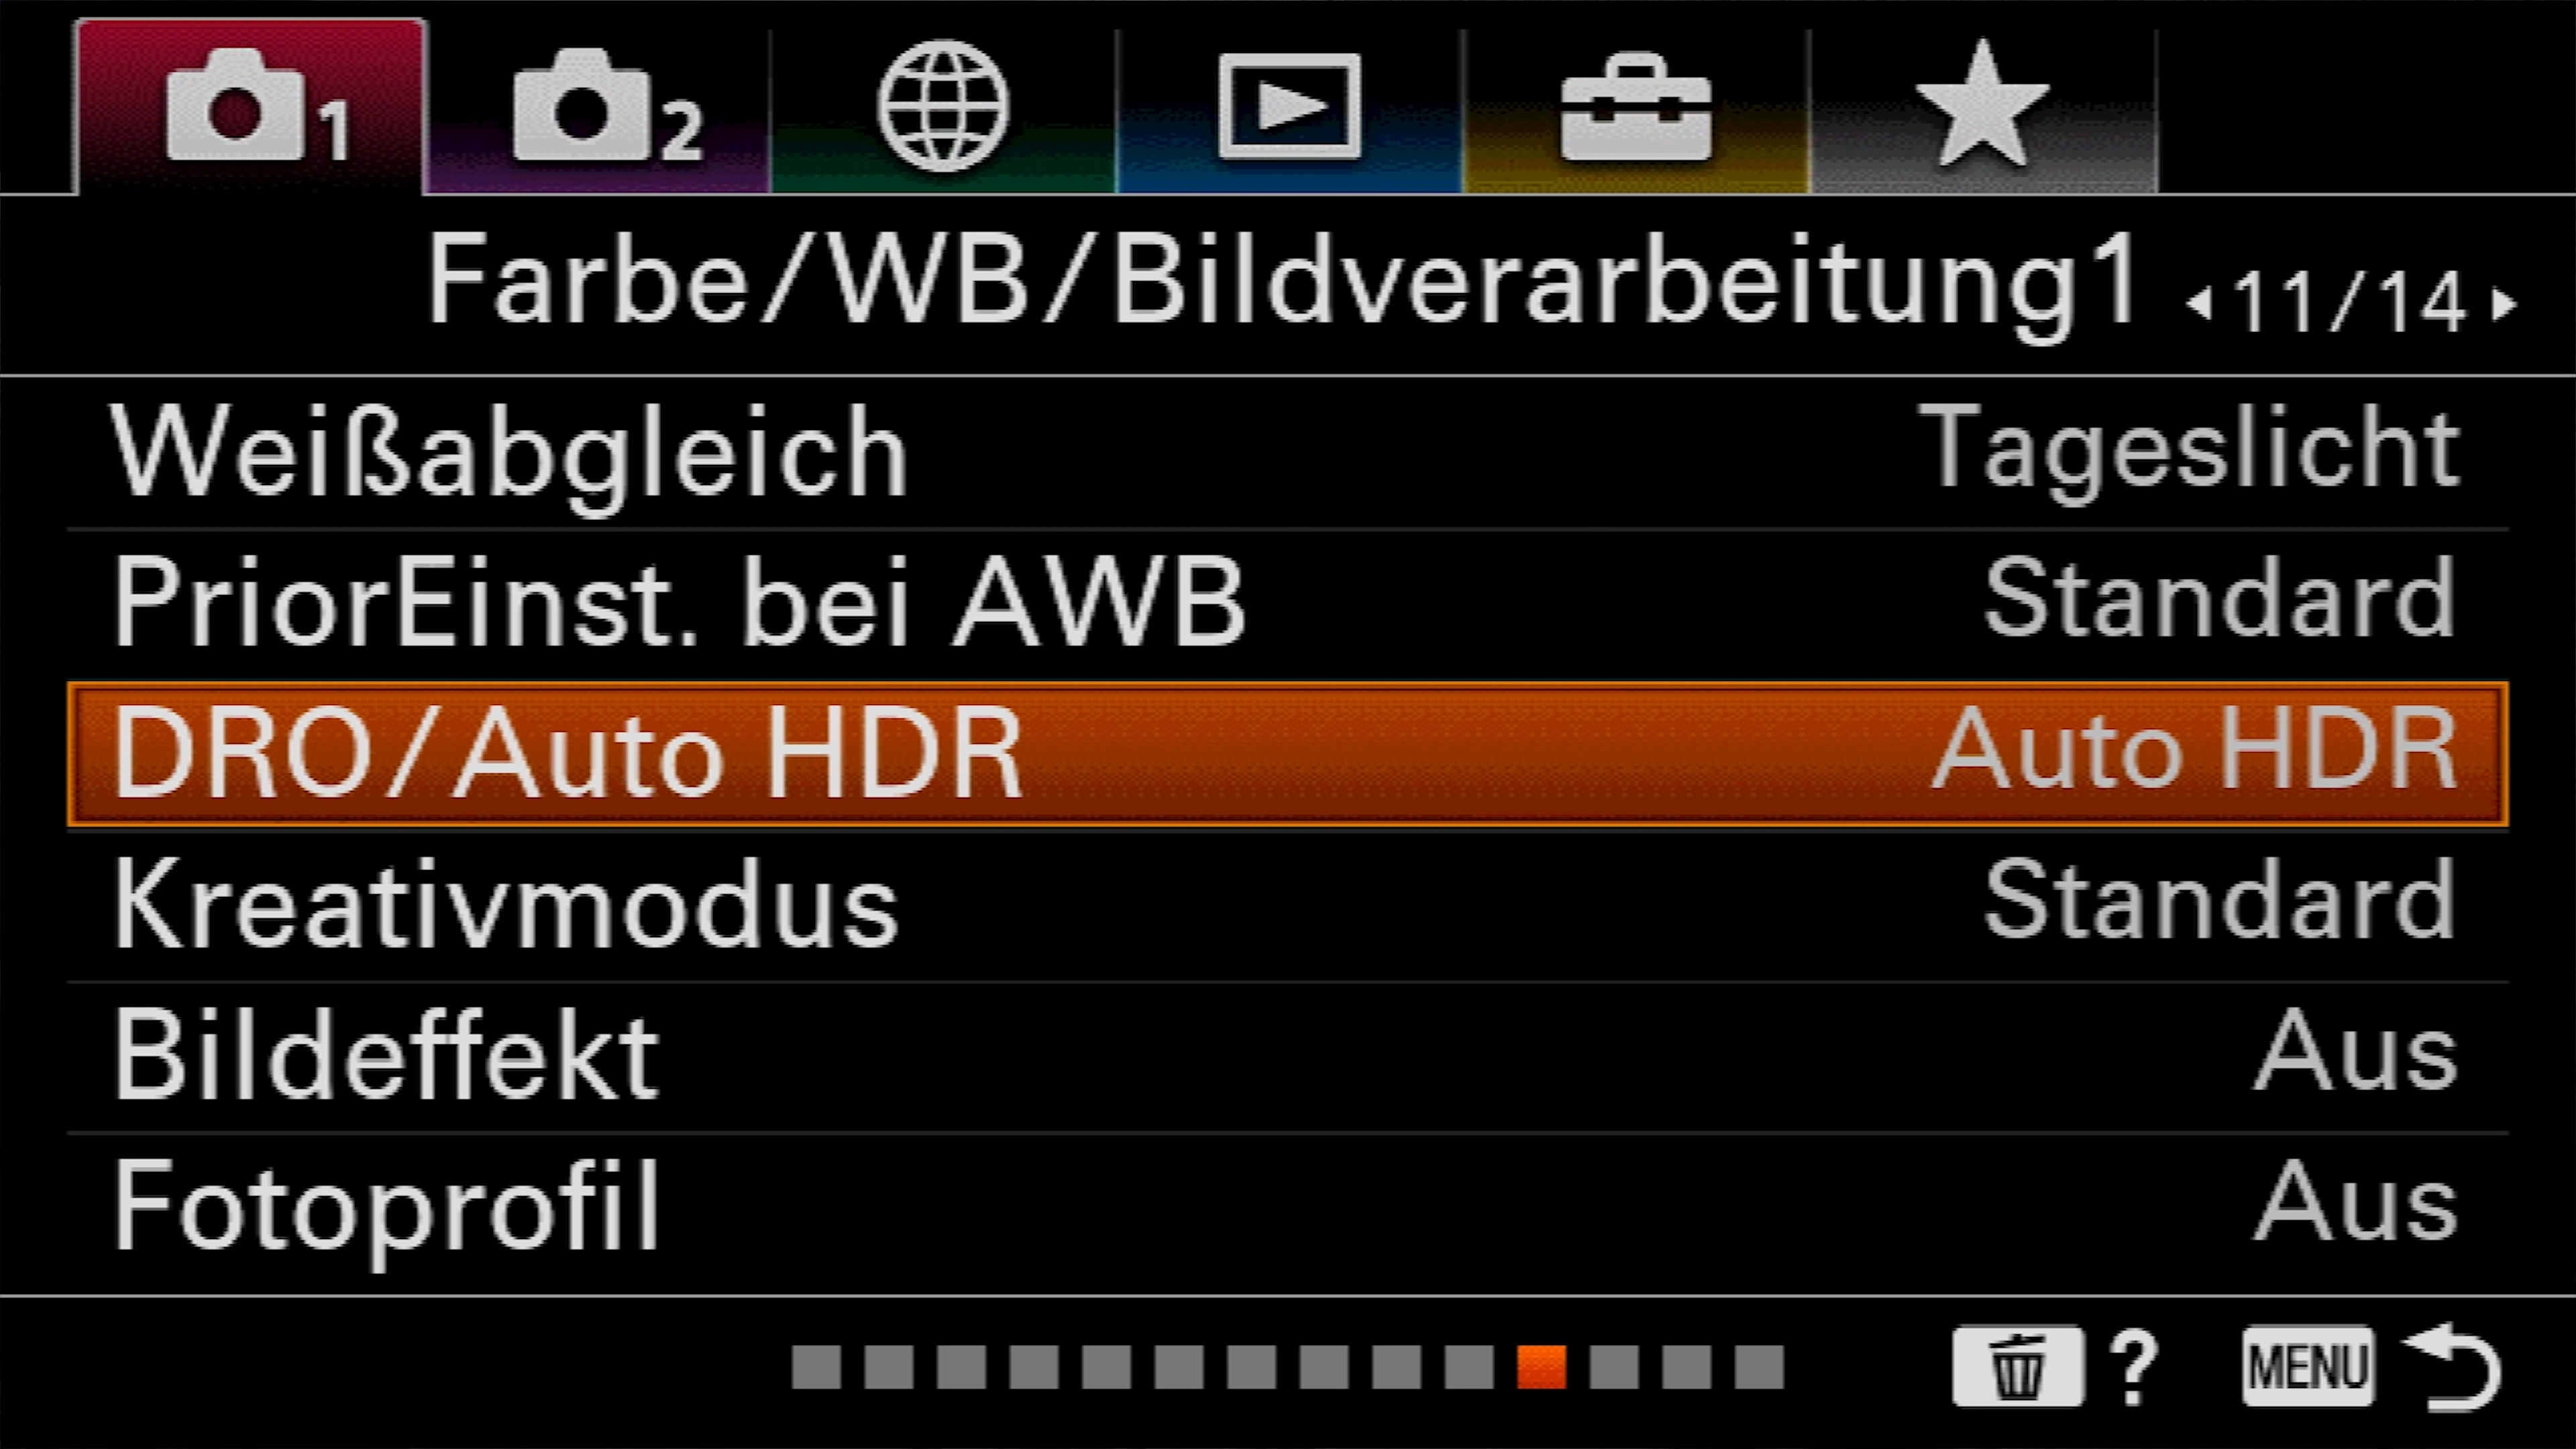 1 2
Farbe/WB/Bildverarbeitung1 11/14
Weißabgleich Tageslicht
PriorEinst. bei AWB Standard
DRO/Auto HDR Auto HDR
Kreativmodus Standard
Bildeffekt Aus
Fotoprofil Aus
? MENU